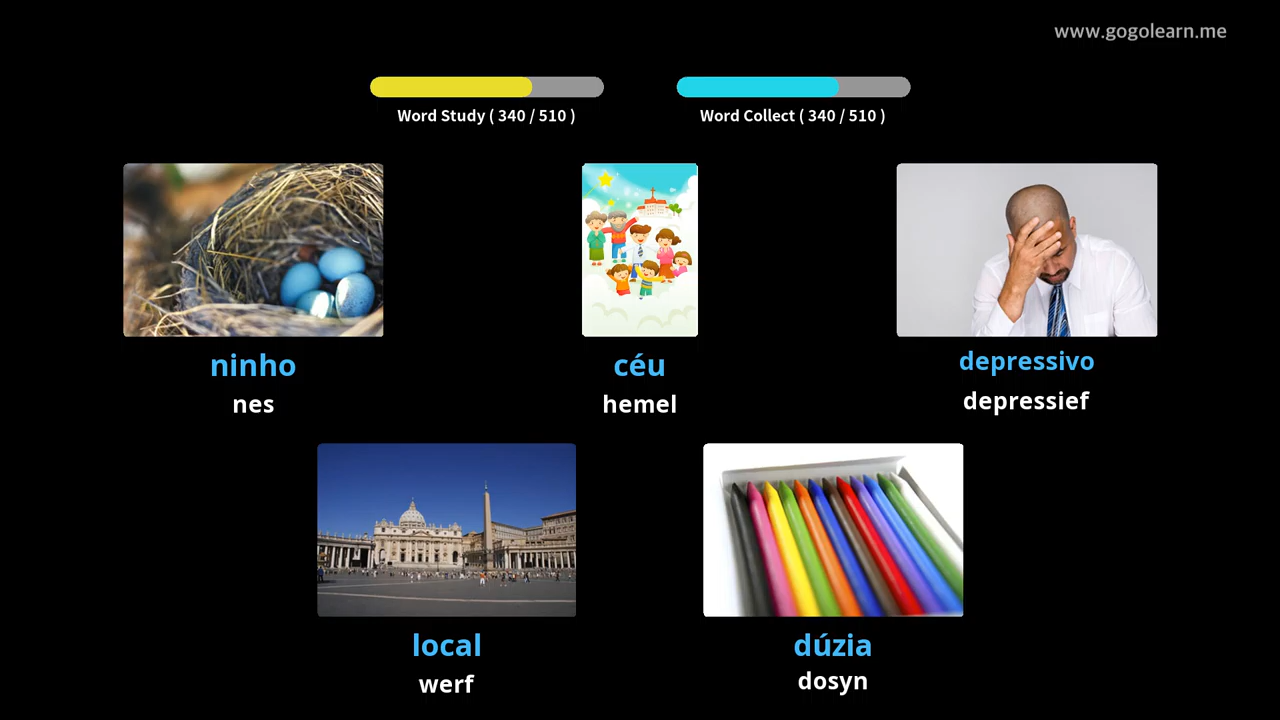 www.gogolearn.me
Word Study ( 340 / 510 )
Word Collect ( 340 / 510 )
ninho
nes
céu
hemel
depressivo
depressief
local
werf
dúzia
dosyn